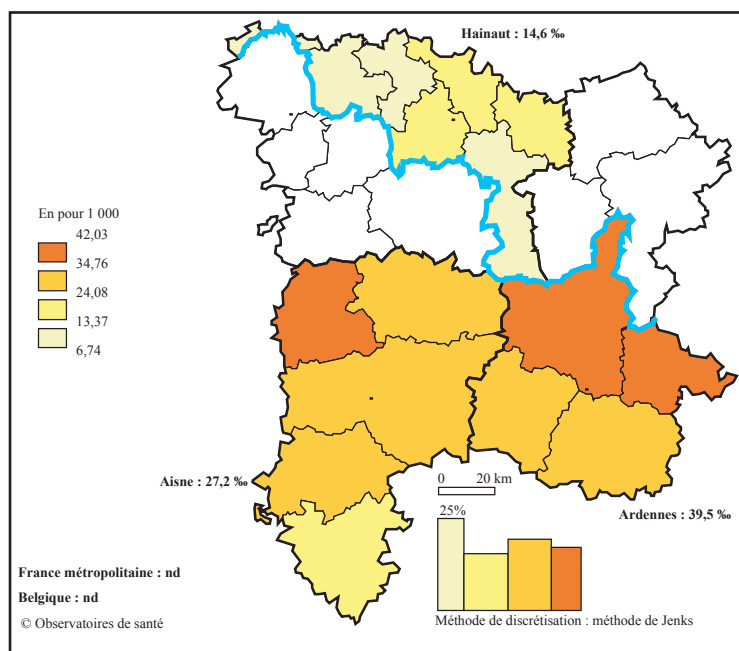 Hainaut : 14,6 ‰
En pour 1 000
42,03
34,76
24,08
13,37
6,74
Aisne : 27,2 ‰
0 20 km
25%
Ardennes : 39,5 ‰
France métropolitaine : nd
Belgique : nd
© Observatoires de santé
Méthode de discrétisation : méthode de Jenks